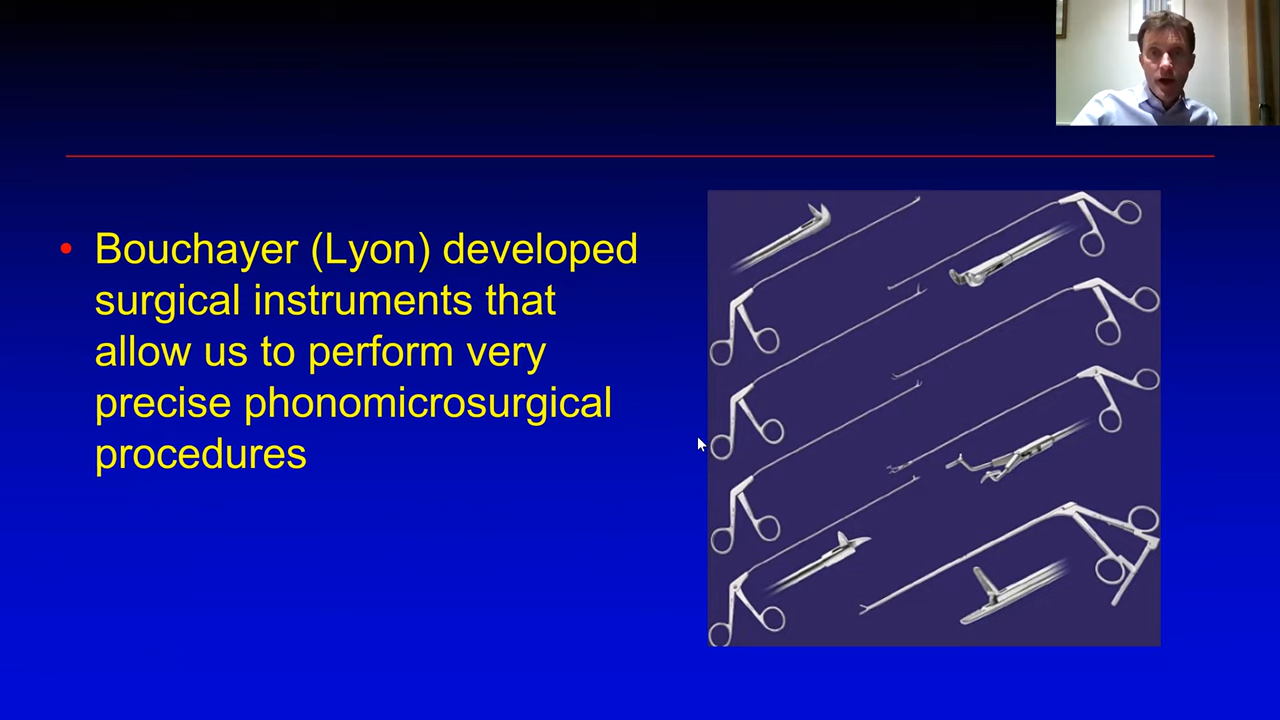 • Bouchayer (Lyon) developed
surgical instruments that
allow us to perform very
precise phonomicrosurgical
procedures